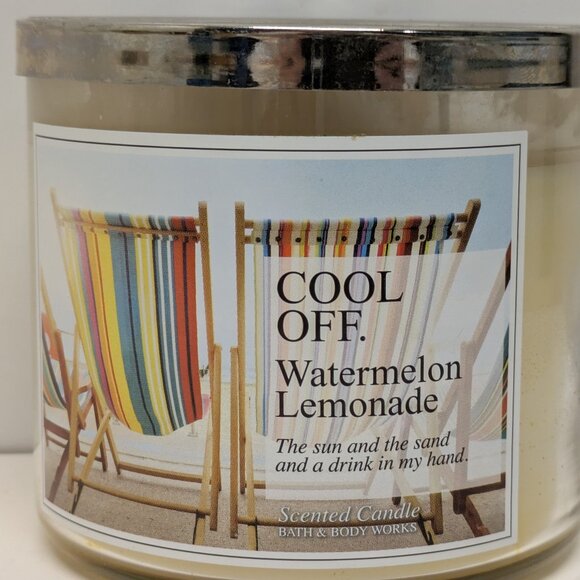 COOL
OFF.
Watermelon
Lemonade
The sun and the sand
and a drink in my hand.
Scented Candle
BATH & BODY WORKS